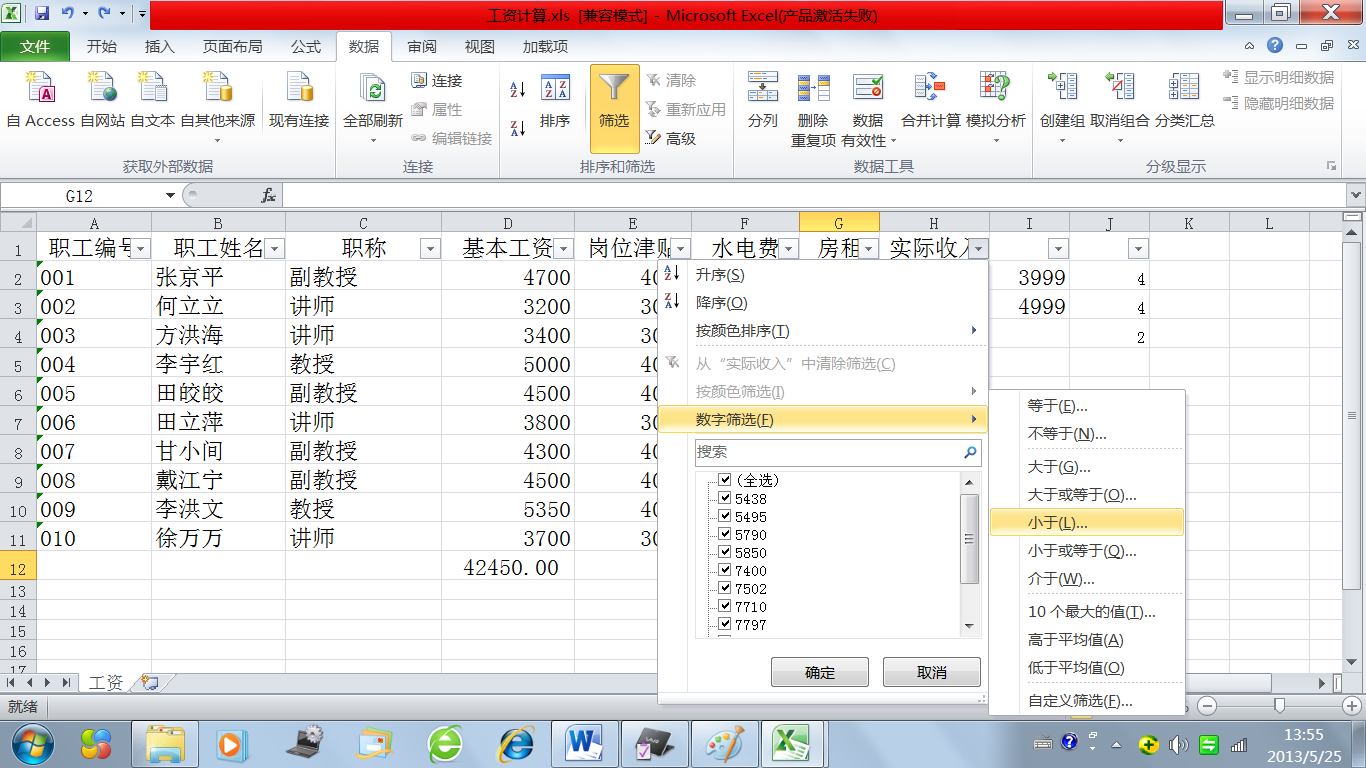 工资计算.xls [兼容模式] - Microsoft Excel(产品激活失败)
文件 开始 插入 页面布局 公式 数据 审阅 视图 加载项
自 Access 自网站 自文本 自其他来源 现有连接
获取外部数据
全部刷新
连接
属性
编辑链接
连接
排序 筛选
清除
重新应用
高级
排序和筛选
分列 删除重复项 数据有效性 合并计算 模拟分析
数据工具
创建组 取消组合 分类汇总
显示明细数据
隐藏明细数据
分级显示
G12 fx
A B C D E F G H I J K L
1 职工编号 职工姓名 职称 基本工资 岗位津贴 水电费 房租 实际收入
2 001 张京平 副教授 4700 40 3999 4
3 002 何立立 讲师 3200 30 4999 4
4 003 方洪海 讲师 3400 30 2
5 004 李宇红 教授 5000 40
6 005 田皎皎 副教授 4500 40
7 006 田立萍 讲师 3800 30
8 007 甘小间 副教授 4300 40
9 008 戴江宁 副教授 4500 40
10 009 李洪文 教授 5350 40
11 010 徐万万 讲师 3700 30
12 42450.00
13
14
15
16
17
升序(S)
降序(O)
按颜色排序(T)
从“实际收入”中清除筛选(C)
按颜色筛选(I)
数字筛选(F)
搜索
(全选)
5438
5495
5790
5850
7400
7502
7710
7797
确定 取消
等于(E)...
不等于(N)...
大于(G)...
大于或等于(O)...
小于(L)...
小于或等于(Q)...
介于(W)...
10 个最大的值(T)...
高于平均值(A)
低于平均值(O)
自定义筛选(F)...
工资
就绪
13:55
2013/5/25